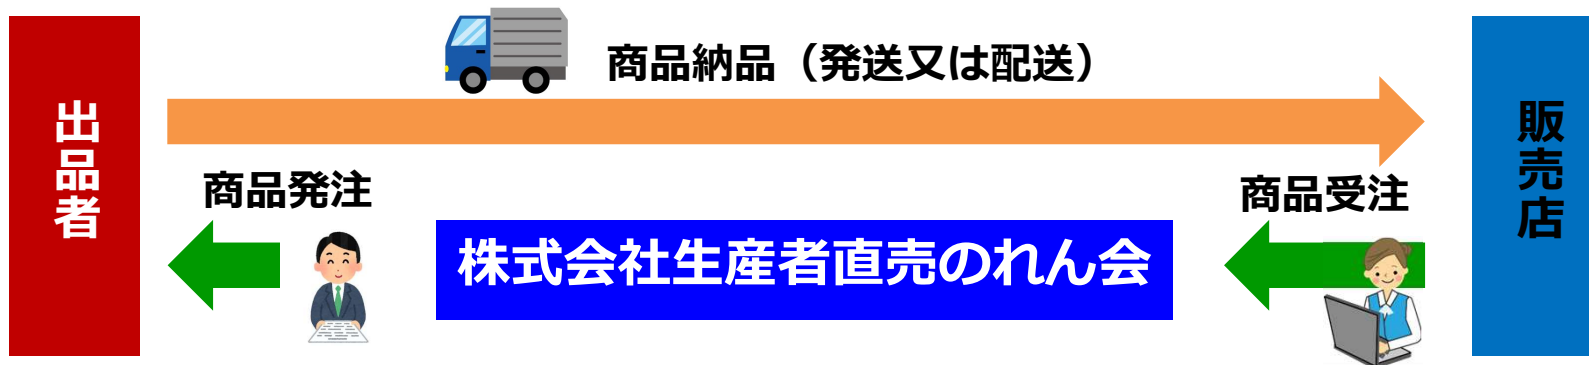 商品納品（発送又は配送）
出品者
販売店
商品発注
商品受注
株式会社生産者直売のれん会